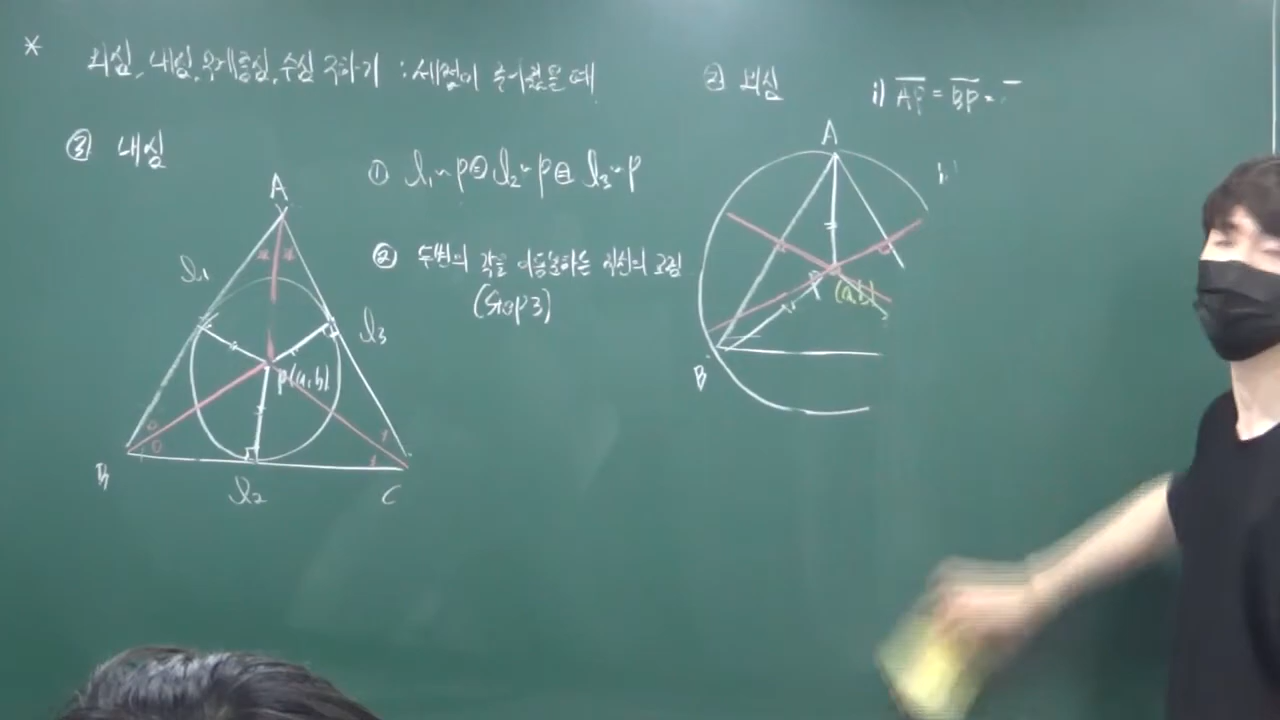 * 외심, 내심, 무게중심, 수심 구하기 : 세점이 주어졌을 때
③ 내심
① l₁~P ⊜ l₂~P ⊜ l₃~P
② 두변의 각을 이등분하는 직선의 교점
(Step3)
A
l₁
l₃
P(a,b)
B
l₂
C
② 외심
i) AP = BP =
A
(a,b)
B